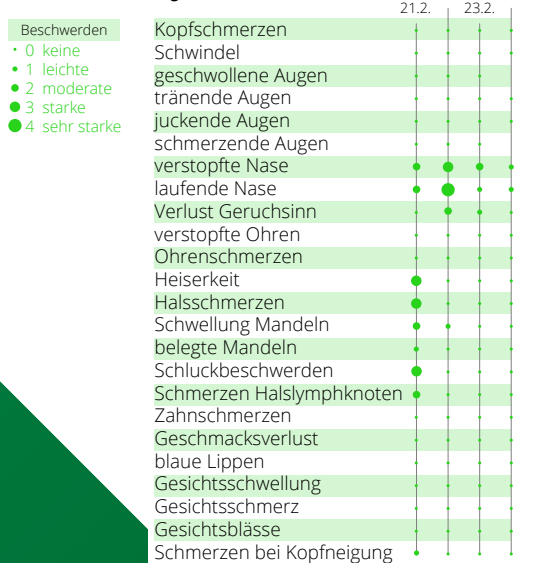 21.2. 23.2.
Beschwerden
0 keine
1 leichte
2 moderate
3 starke
4 sehr starke
Kopfschmerzen
Schwindel
geschwollene Augen
tränende Augen
juckende Augen
schmerzende Augen
verstopfte Nase
laufende Nase
Verlust Geruchsinn
verstopfte Ohren
Ohrenschmerzen
Heiserkeit
Halsschmerzen
Schwellung Mandeln
belegte Mandeln
Schluckbeschwerden
Schmerzen Halslymphknoten
Zahnschmerzen
Geschmacksverlust
blaue Lippen
Gesichtsschwellung
Gesichtsschmerz
Gesichtsblässe
Schmerzen bei Kopfneigung